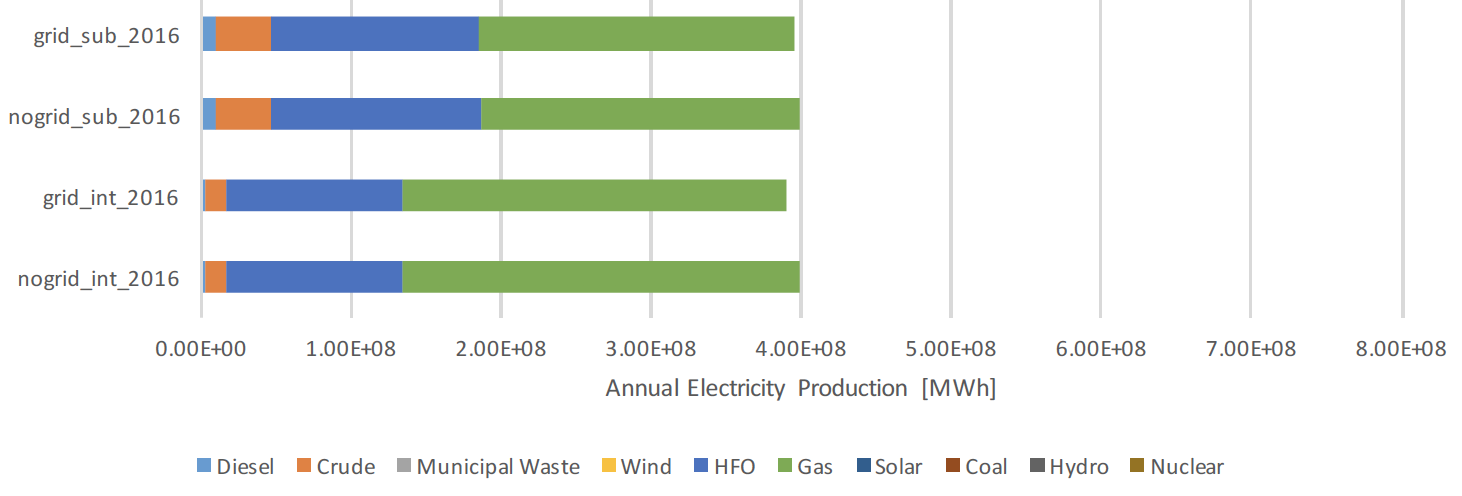 grid_sub_2016
nogrid_sub_2016
grid_int_2016
nogrid_int_2016
0.00E+00 1.00E+08 2.00E+08 3.00E+08 4.00E+08 5.00E+08 6.00E+08 7.00E+08 8.00E+08
Annual Electricity Production [MWh]
Diesel Crude Municipal Waste Wind HFO Gas Solar Coal Hydro Nuclear